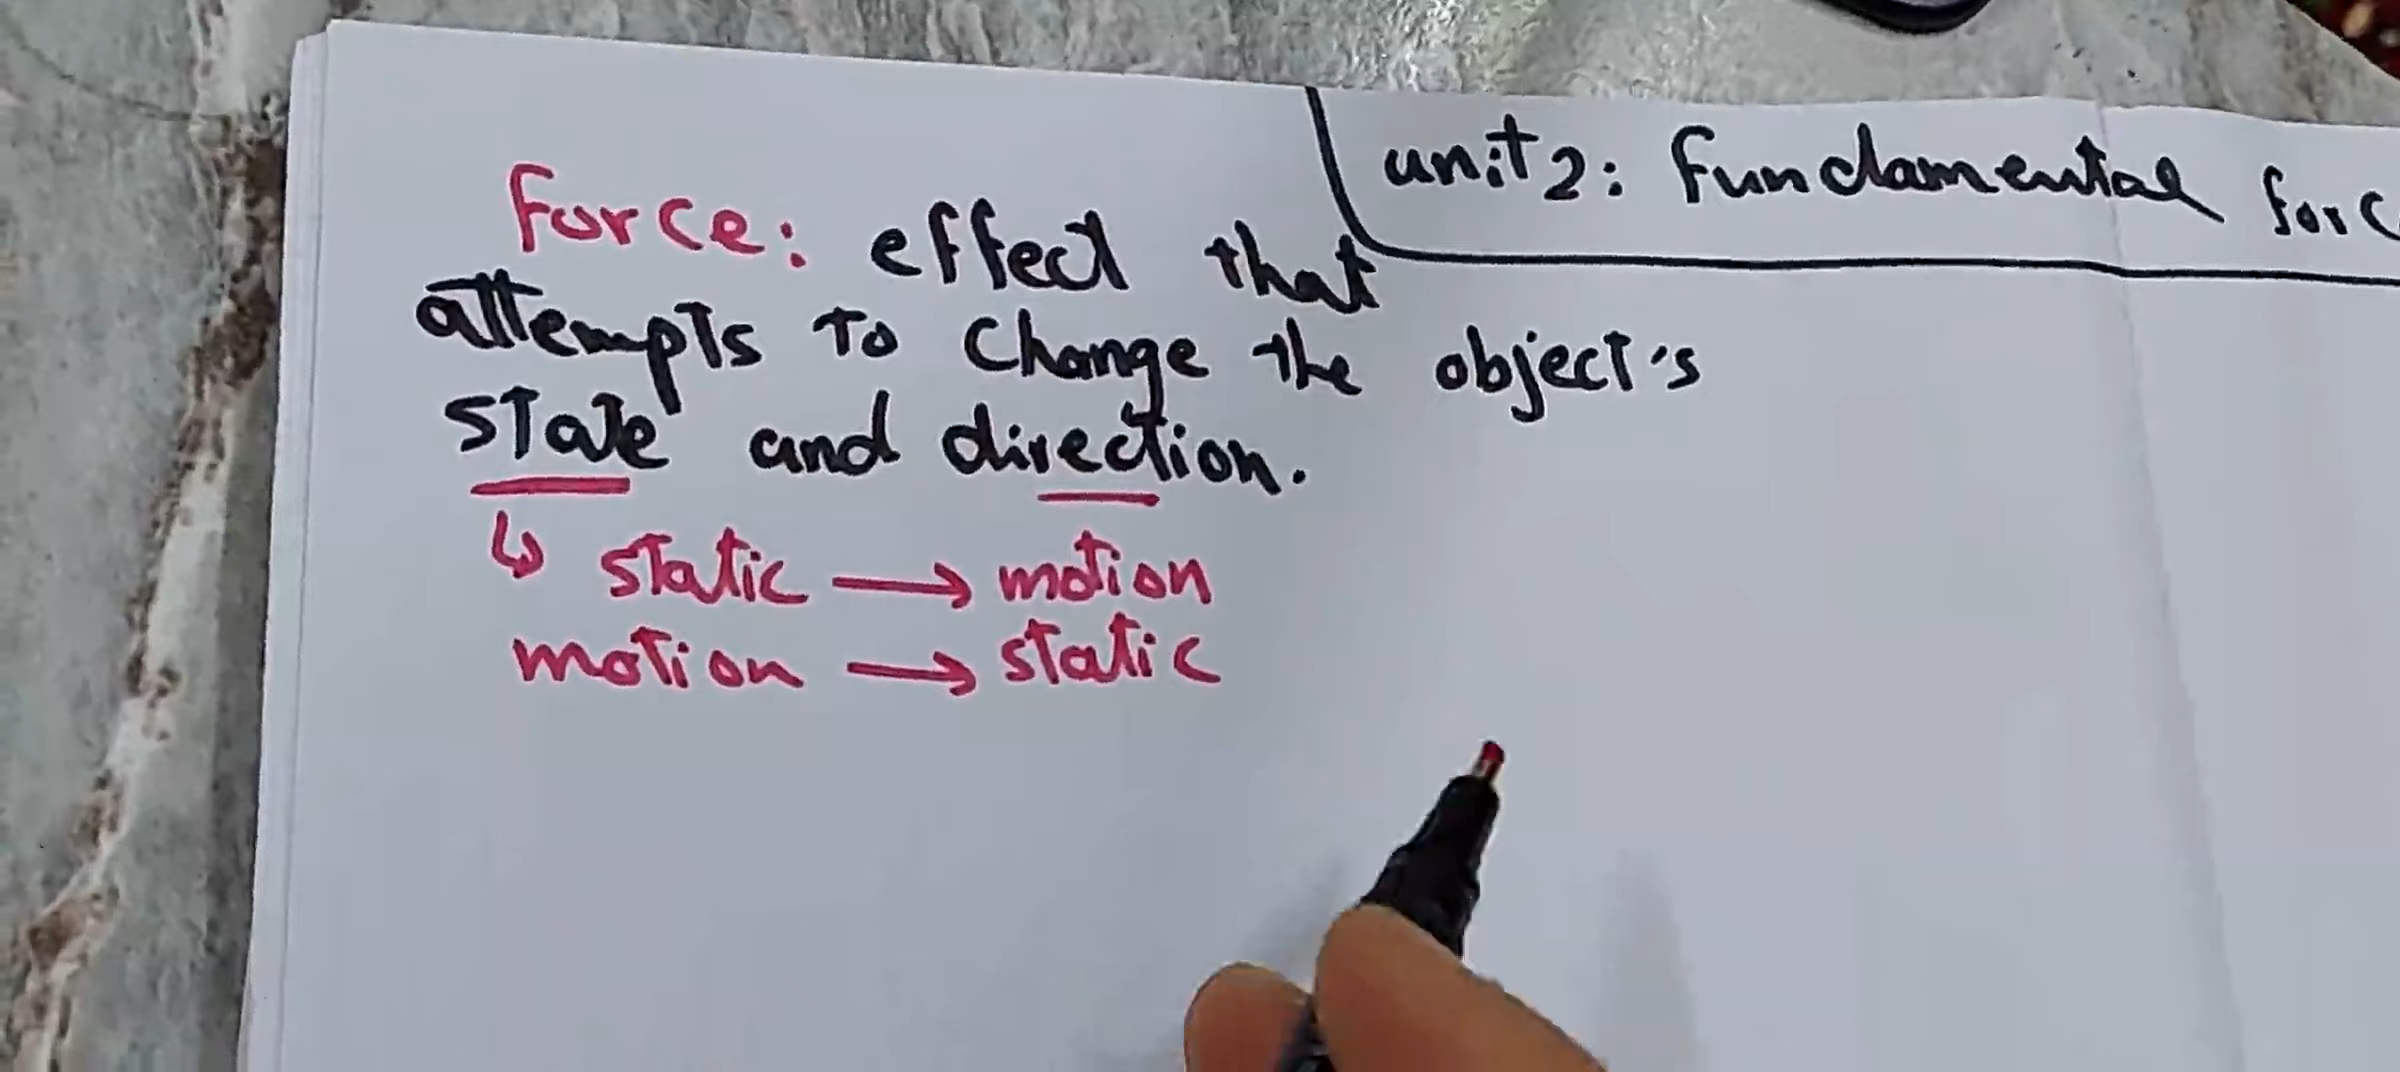 unit 2: Fundamental forc
Force: effect that
attempts to change the object's
state and direction.
↳ static → motion
motion → static